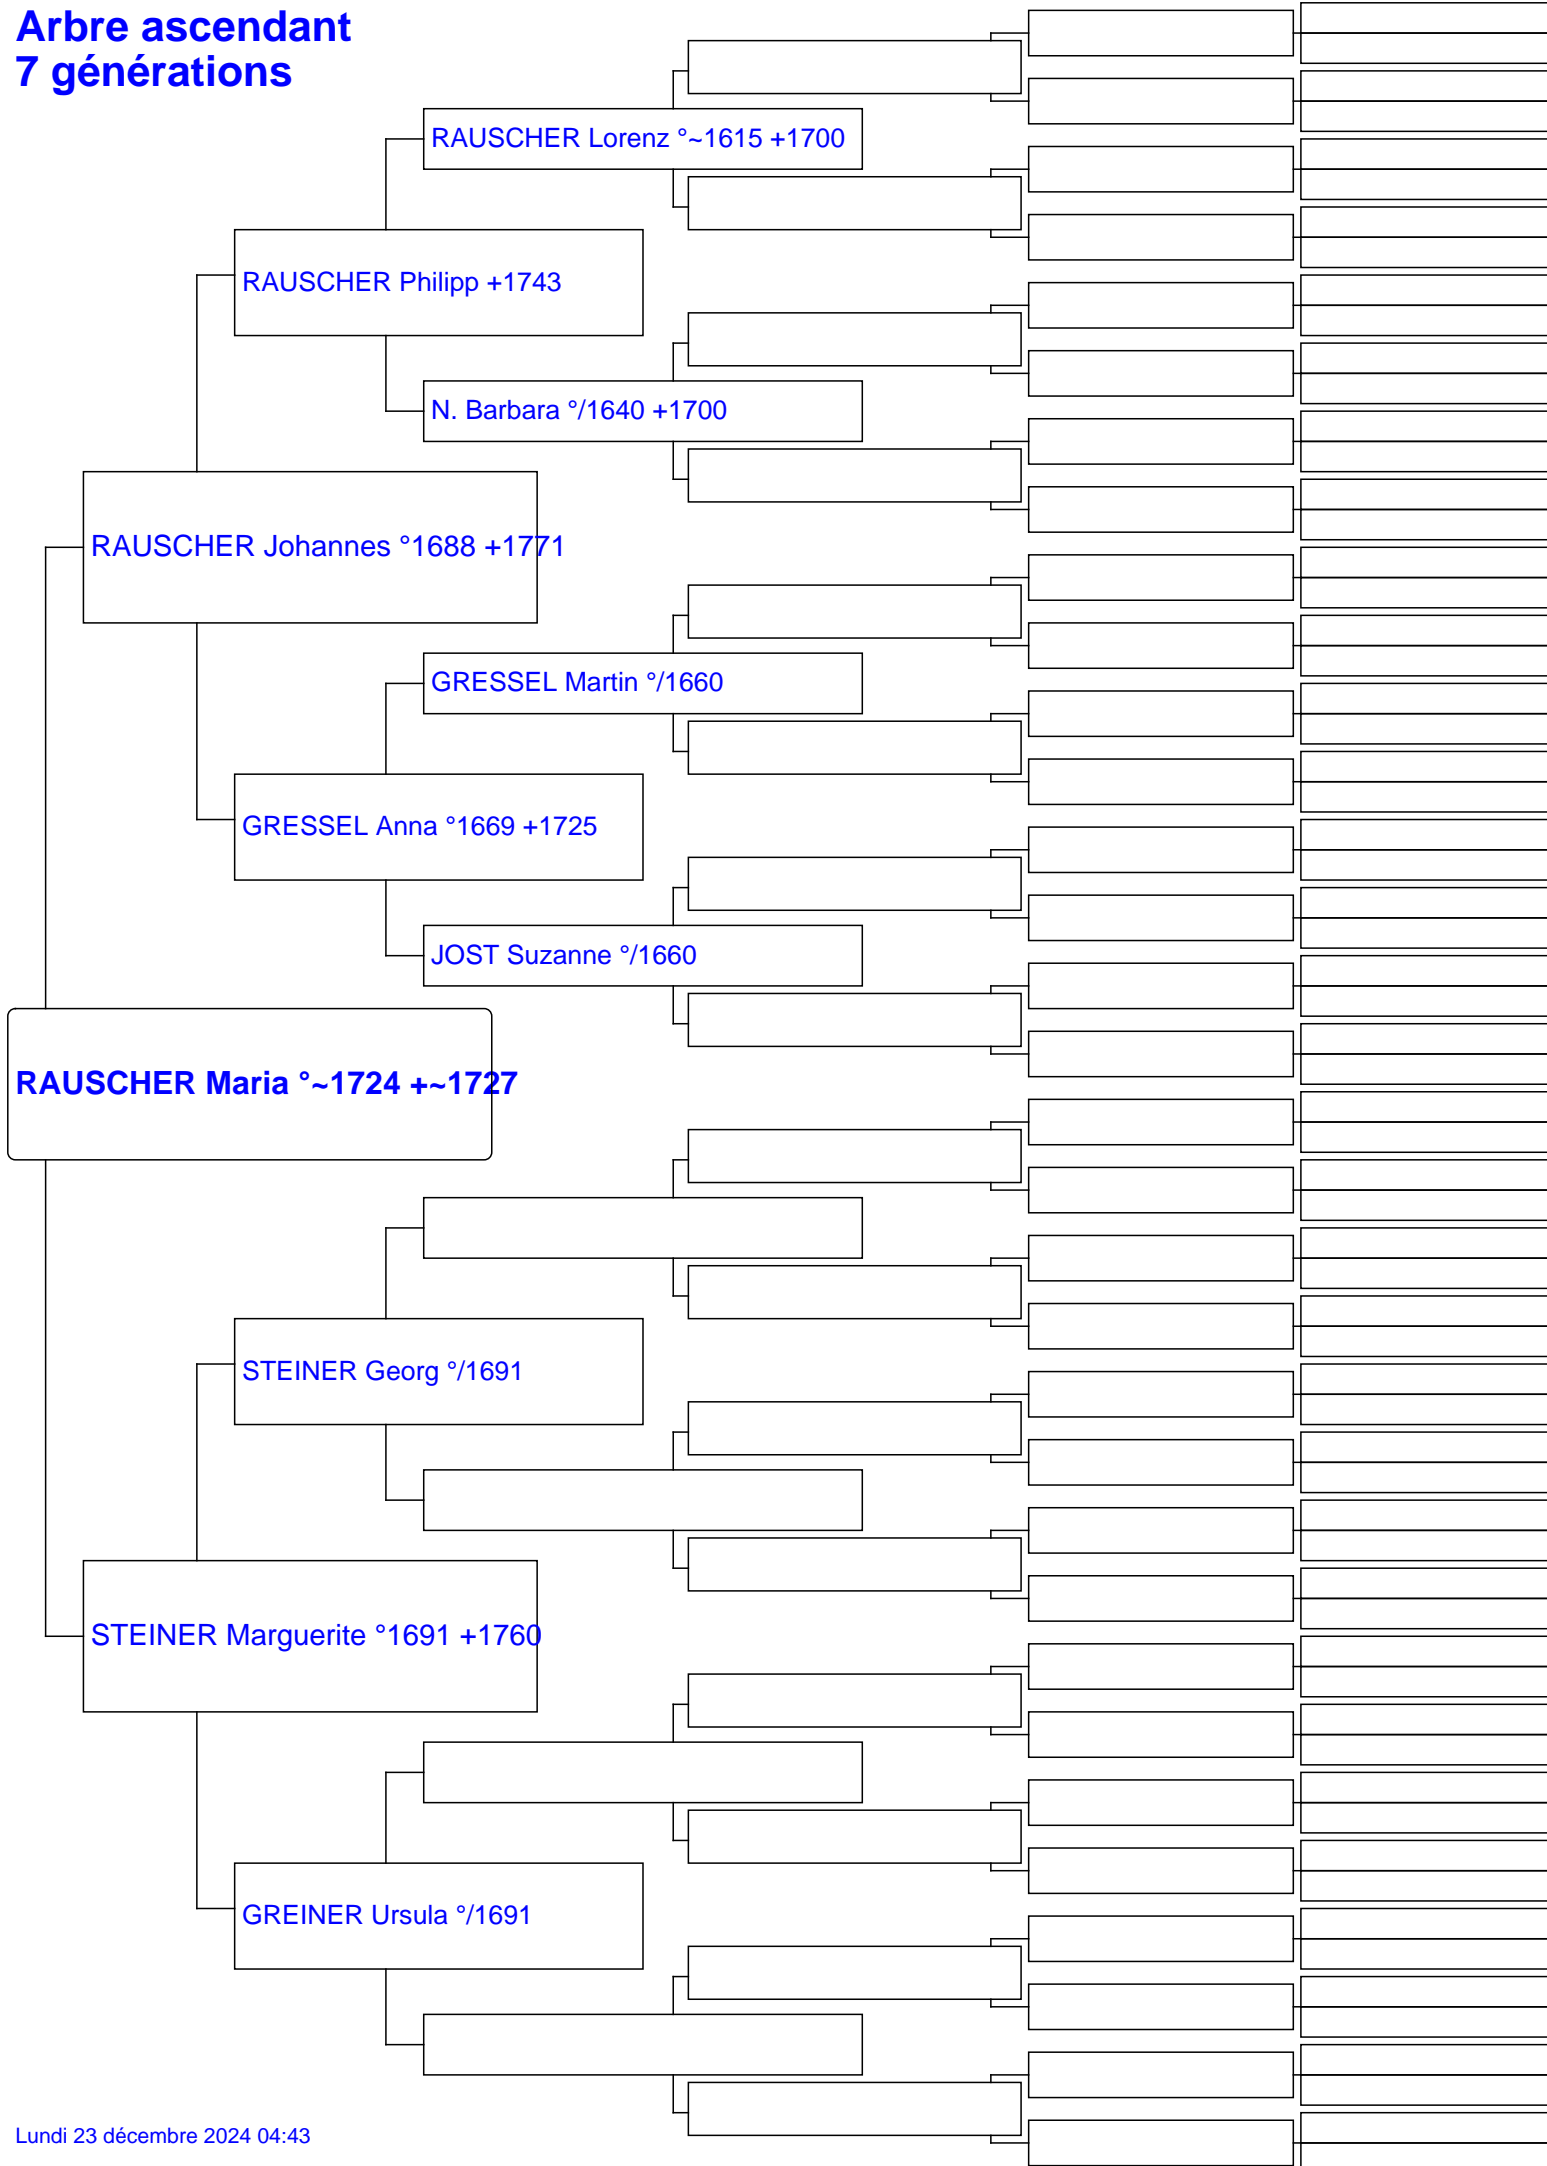 Arbre ascendant
7 générations
RAUSCHER Lorenz °~1615 +1700
RAUSCHER Philipp +1743
N. Barbara °/1640 +1700
RAUSCHER Johannes °1688 +1771
GRESSEL Martin °/1660
GRESSEL Anna °1669 +1725
JOST Suzanne °/1660
RAUSCHER Maria °~1724 +~1727
STEINER Georg °/1691
STEINER Marguerite °1691 +1760
GREINER Ursula °/1691
Lundi 23 décembre 2024 04:43